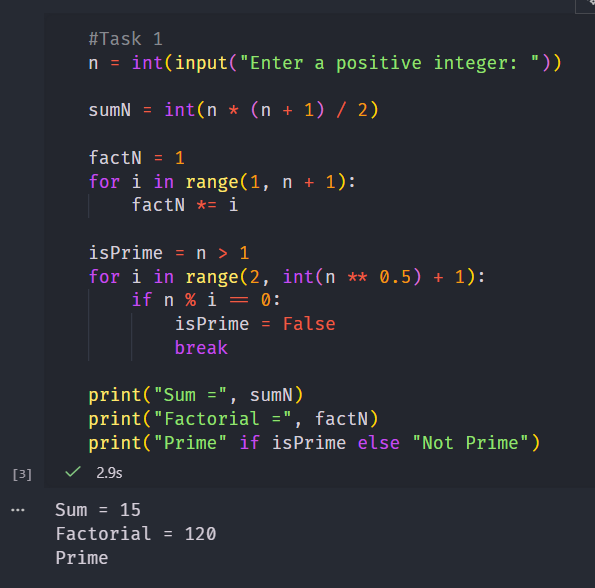 #Task 1
n = int(input("Enter a positive integer: "))
sumN = int(n * (n + 1) / 2)
factN = 1
for i in range(1, n + 1):
    factN *= i
isPrime = n > 1
for i in range(2, int(n ** 0.5) + 1):
    if n % i == 0:
        isPrime = False
        break
print("Sum =", sumN)
print("Factorial =", factN)
print("Prime" if isPrime else "Not Prime")
[3] ✓ 2.9s
... Sum = 15
Factorial = 120
Prime